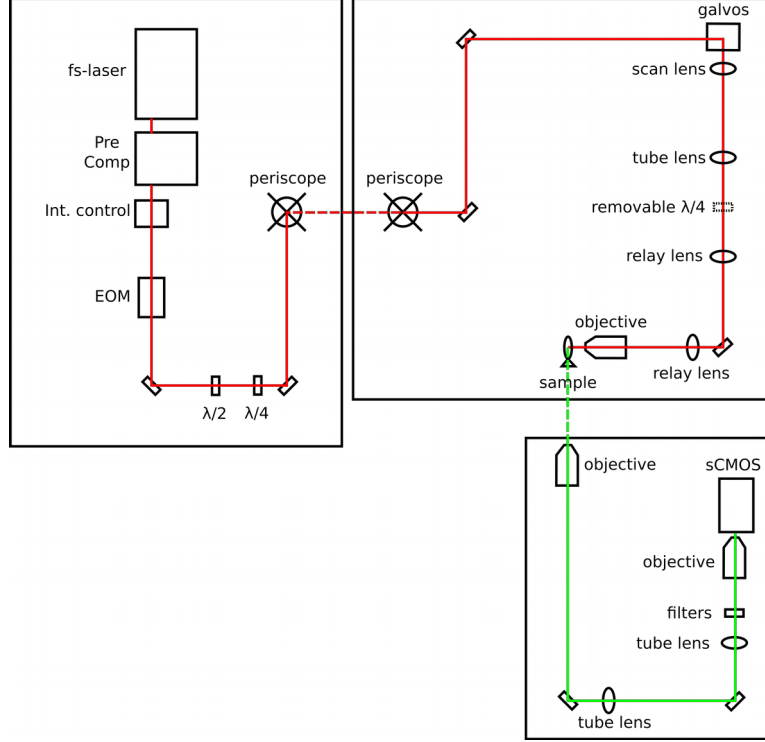 galvos
fs-laser
scan lens
Pre
Comp
tube lens
periscope
periscope
Int. control
removable λ/4
relay lens
EOM
objective
relay lens
sample
λ/2
λ/4
objective
sCMOS
objective
filters
tube lens
tube lens